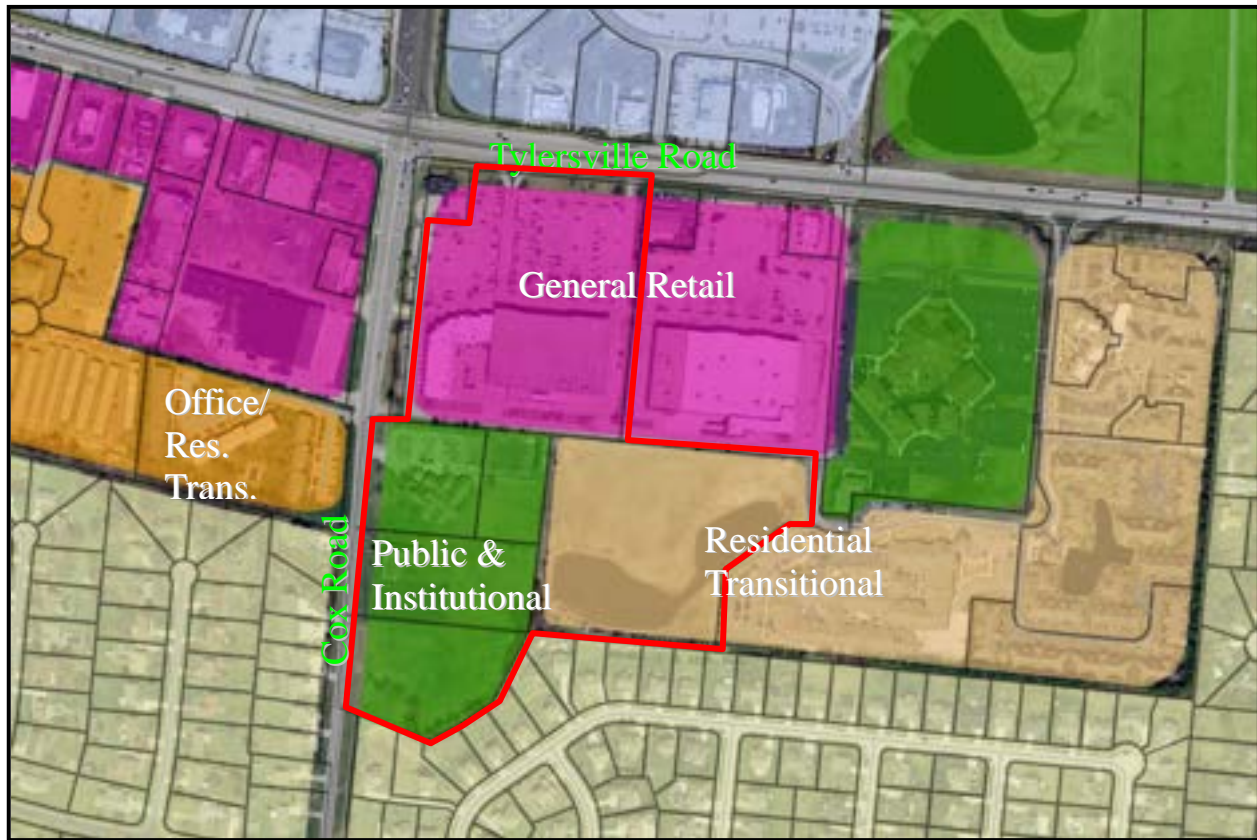 Tylersville Road
General Retail
Office/
Res.
Trans.
Cox Road
Public &
Institutional
Residential
Transitional